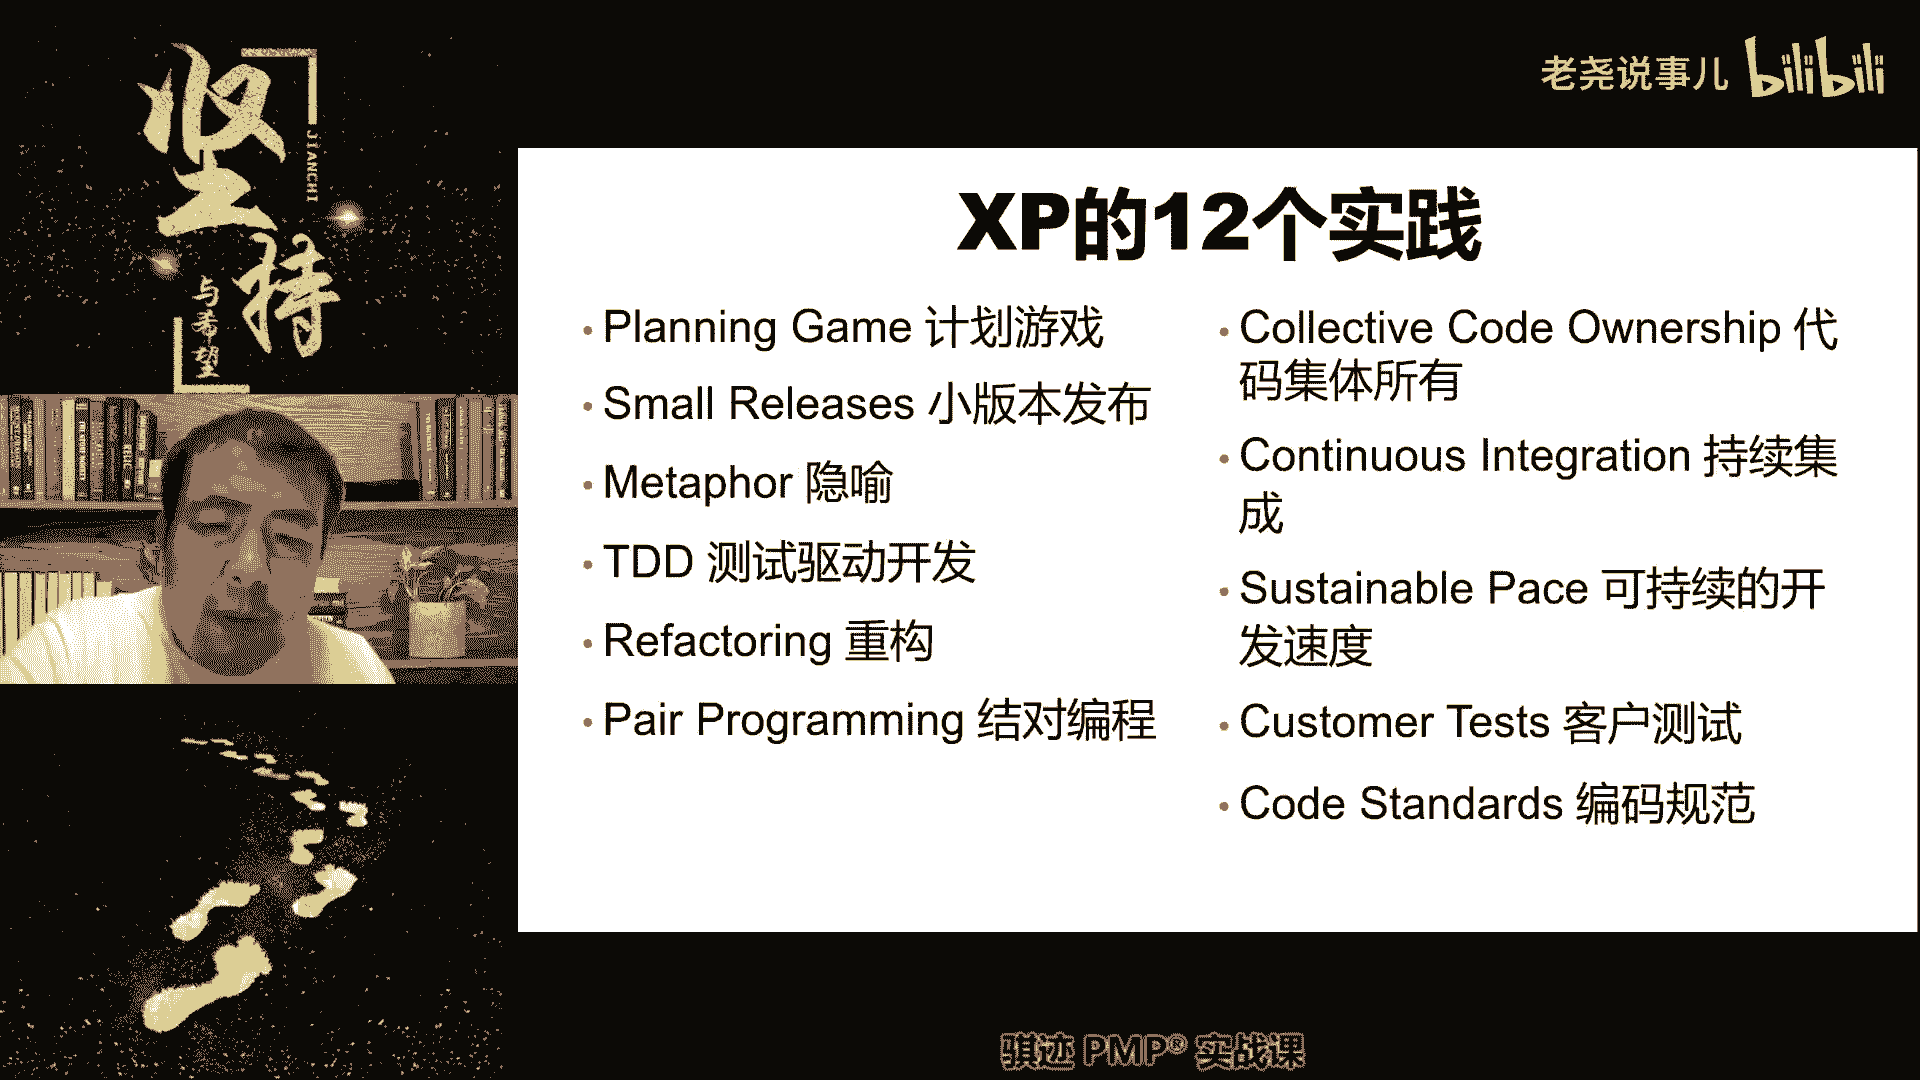 坚持
JIANCHI
与希望
老尧说事儿 bilibili
XP的12个实践
• Planning Game 计划游戏
• Small Releases 小版本发布
• Metaphor 隐喻
• TDD 测试驱动开发
• Refactoring 重构
• Pair Programming 结对编程
• Collective Code Ownership 代
码集体所有
• Continuous Integration 持续集
成
• Sustainable Pace 可持续的开
发速度
• Customer Tests 客户测试
• Code Standards 编码规范
骐迹 PMP® 实战课